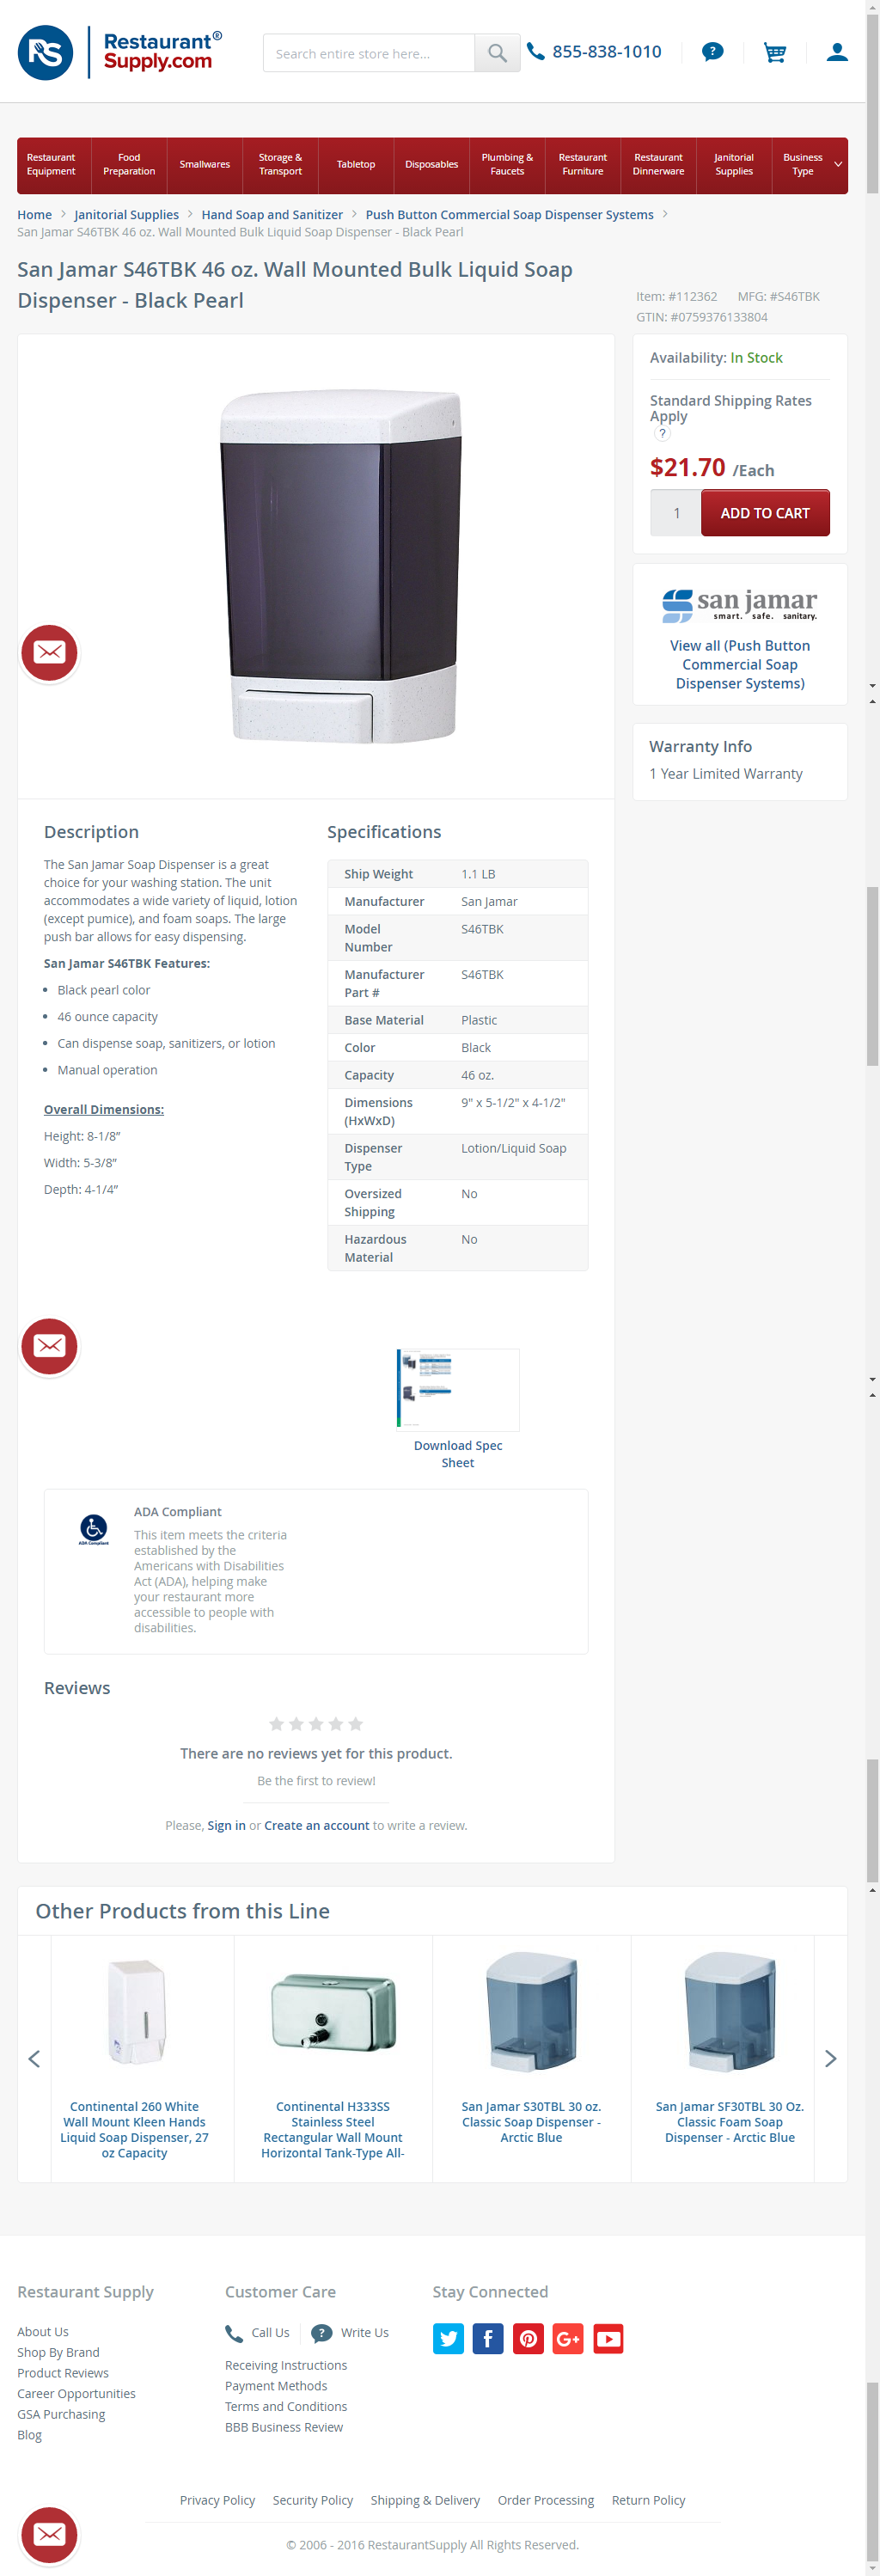 RS
Restaurant®
Supply.com
Search entire store here...
855-838-1010
?
Restaurant Equipment
Food Preparation
Smallwares
Storage & Transport
Tabletop
Disposables
Plumbing & Faucets
Restaurant Furniture
Restaurant Dinnerware
Janitorial Supplies
Business Type
Home > Janitorial Supplies > Hand Soap and Sanitizer > Push Button Commercial Soap Dispenser Systems >
San Jamar S46TBK 46 oz. Wall Mounted Bulk Liquid Soap Dispenser - Black Pearl
San Jamar S46TBK 46 oz. Wall Mounted Bulk Liquid Soap
Dispenser - Black Pearl
Item: #112362 MFG: #S46TBK
GTIN: #0759376133804
Availability: In Stock
Standard Shipping Rates
Apply
?
$21.70 /Each
1 ADD TO CART
san jamar
smart. safe. sanitary.
View all (Push Button
Commercial Soap
Dispenser Systems)
Warranty Info
1 Year Limited Warranty
Description
The San Jamar Soap Dispenser is a great
choice for your washing station. The unit
accommodates a wide variety of liquid, lotion
(except pumice), and foam soaps. The large
push bar allows for easy dispensing.
San Jamar S46TBK Features:
• Black pearl color
• 46 ounce capacity
• Can dispense soap, sanitizers, or lotion
• Manual operation
Overall Dimensions:
Height: 8-1/8”
Width: 5-3/8”
Depth: 4-1/4”
Specifications
Ship Weight 1.1 LB
Manufacturer San Jamar
Model Number S46TBK
Manufacturer Part # S46TBK
Base Material Plastic
Color Black
Capacity 46 oz.
Dimensions (HxWxD) 9" x 5-1/2" x 4-1/2"
Dispenser Type Lotion/Liquid Soap
Oversized Shipping No
Hazardous Material No
Download Spec
Sheet
ADA Compliant
ADA Compliant
This item meets the criteria
established by the
Americans with Disabilities
Act (ADA), helping make
your restaurant more
accessible to people with
disabilities.
Reviews
There are no reviews yet for this product.
Be the first to review!
Please, Sign in or Create an account to write a review.
Other Products from this Line
Continental 260 White
Wall Mount Kleen Hands
Liquid Soap Dispenser, 27
oz Capacity
Continental H333SS
Stainless Steel
Rectangular Wall Mount
Horizontal Tank-Type All-
San Jamar S30TBL 30 oz.
Classic Soap Dispenser -
Arctic Blue
San Jamar SF30TBL 30 Oz.
Classic Foam Soap
Dispenser - Arctic Blue
Restaurant Supply
About Us
Shop By Brand
Product Reviews
Career Opportunities
GSA Purchasing
Blog
Customer Care
Call Us ? Write Us
Receiving Instructions
Payment Methods
Terms and Conditions
BBB Business Review
Stay Connected
f
G+
Privacy Policy Security Policy Shipping & Delivery Order Processing Return Policy
© 2006 - 2016 RestaurantSupply All Rights Reserved.